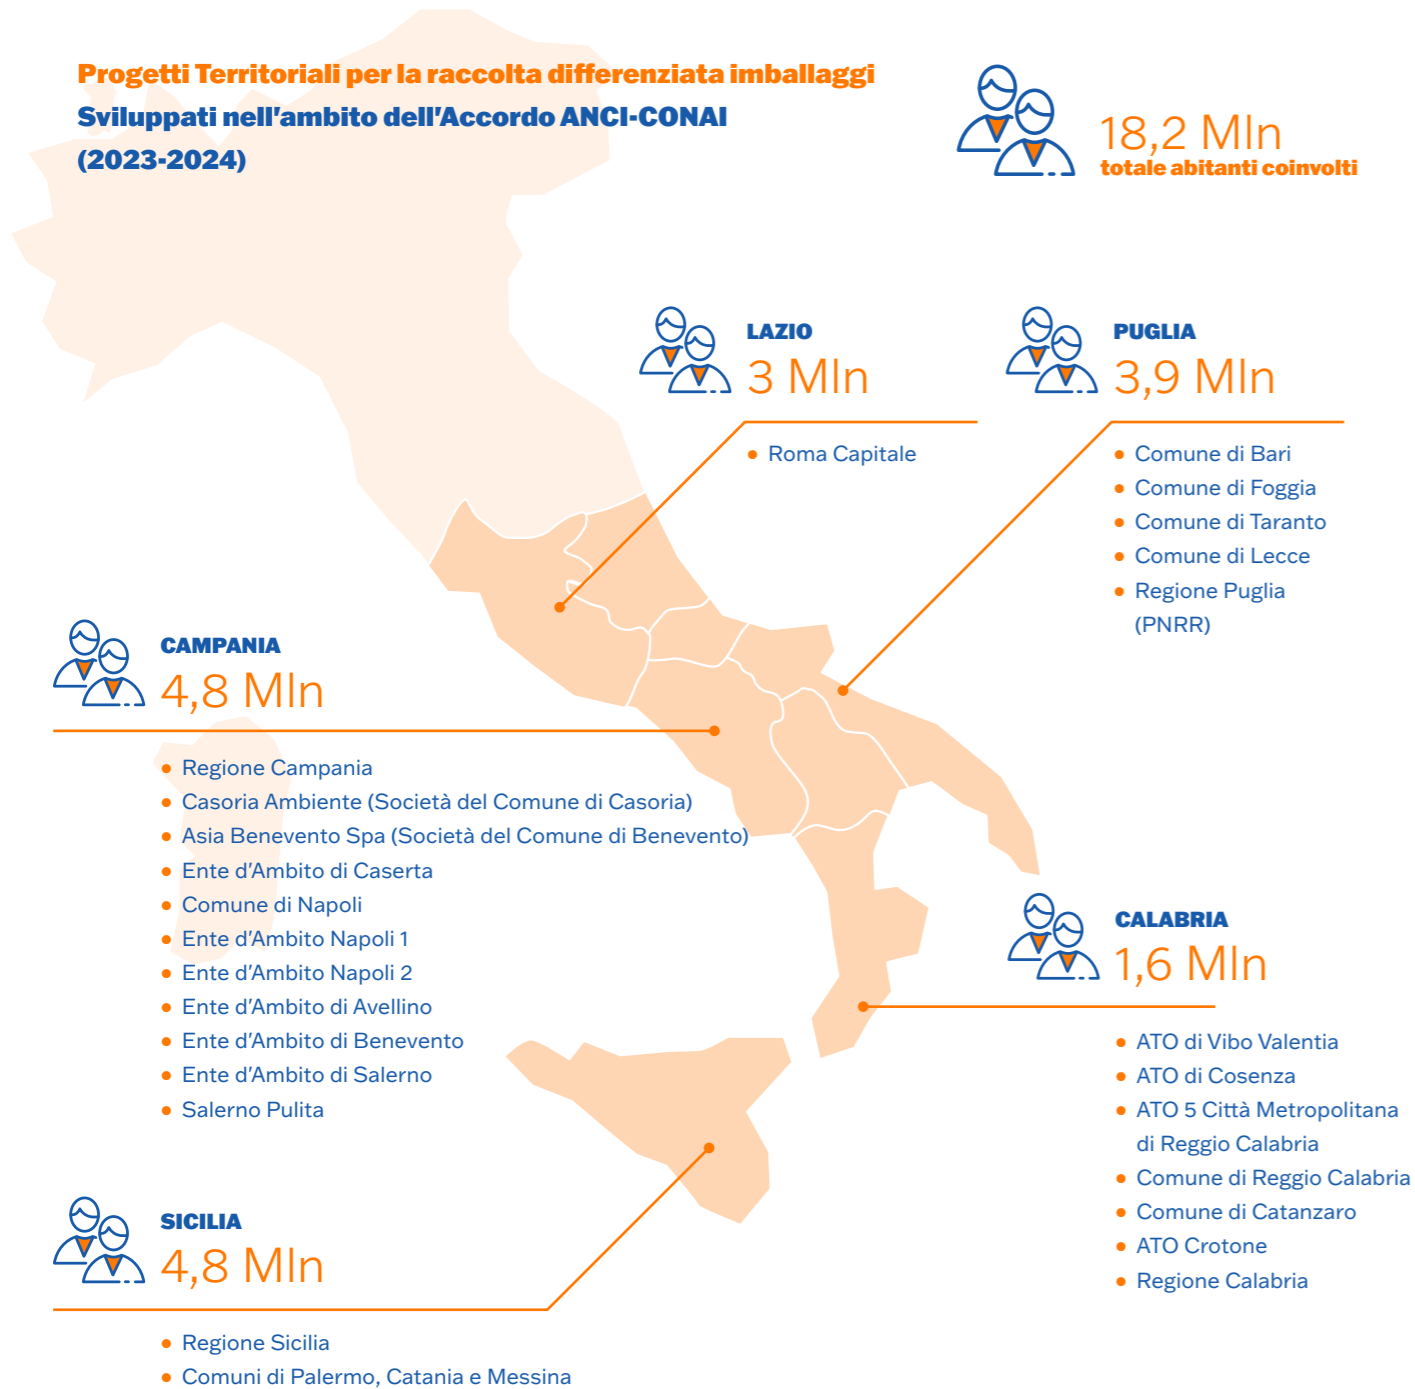 Progetti Territoriali per la raccolta differenziata imballaggi
Sviluppati nell'ambito dell'Accordo ANCI-CONAI
(2023-2024)
18,2 Mln
totale abitanti coinvolti
LAZIO
3 Mln
• Roma Capitale
PUGLIA
3,9 Mln
• Comune di Bari
• Comune di Foggia
• Comune di Taranto
• Comune di Lecce
• Regione Puglia
(PNRR)
CAMPANIA
4,8 Mln
• Regione Campania
• Casoria Ambiente (Società del Comune di Casoria)
• Asia Benevento Spa (Società del Comune di Benevento)
• Ente d'Ambito di Caserta
• Comune di Napoli
• Ente d'Ambito Napoli 1
• Ente d'Ambito Napoli 2
• Ente d'Ambito di Avellino
• Ente d'Ambito di Benevento
• Ente d'Ambito di Salerno
• Salerno Pulita
CALABRIA
1,6 Mln
• ATO di Vibo Valentia
• ATO di Cosenza
• ATO 5 Città Metropolitana
di Reggio Calabria
• Comune di Reggio Calabria
• Comune di Catanzaro
• ATO Crotone
• Regione Calabria
SICILIA
4,8 Mln
• Regione Sicilia
• Comuni di Palermo, Catania e Messina